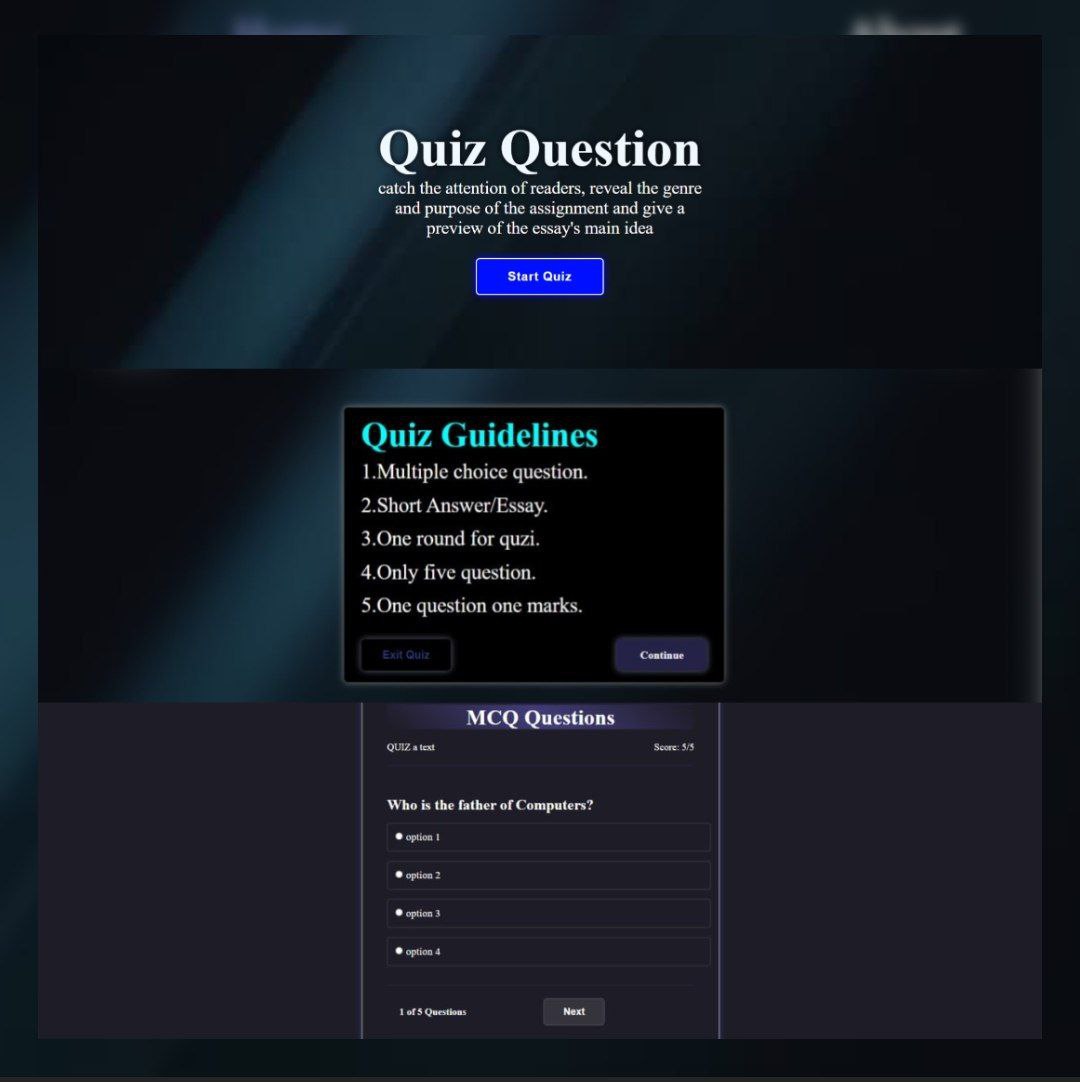 Quiz Question
catch the attention of readers, reveal the genre
and purpose of the assignment and give a
preview of the essay's main idea
Start Quiz
Quiz Guidelines
1.Multiple choice question.
2.Short Answer/Essay.
3.One round for quzi.
4.Only five question.
5.One question one marks.
Exit Quiz Continue
MCQ Questions
QUIZ a text Score: 5/5
Who is the father of Computers?
option 1
option 2
option 3
option 4
1 of 5 Questions Next